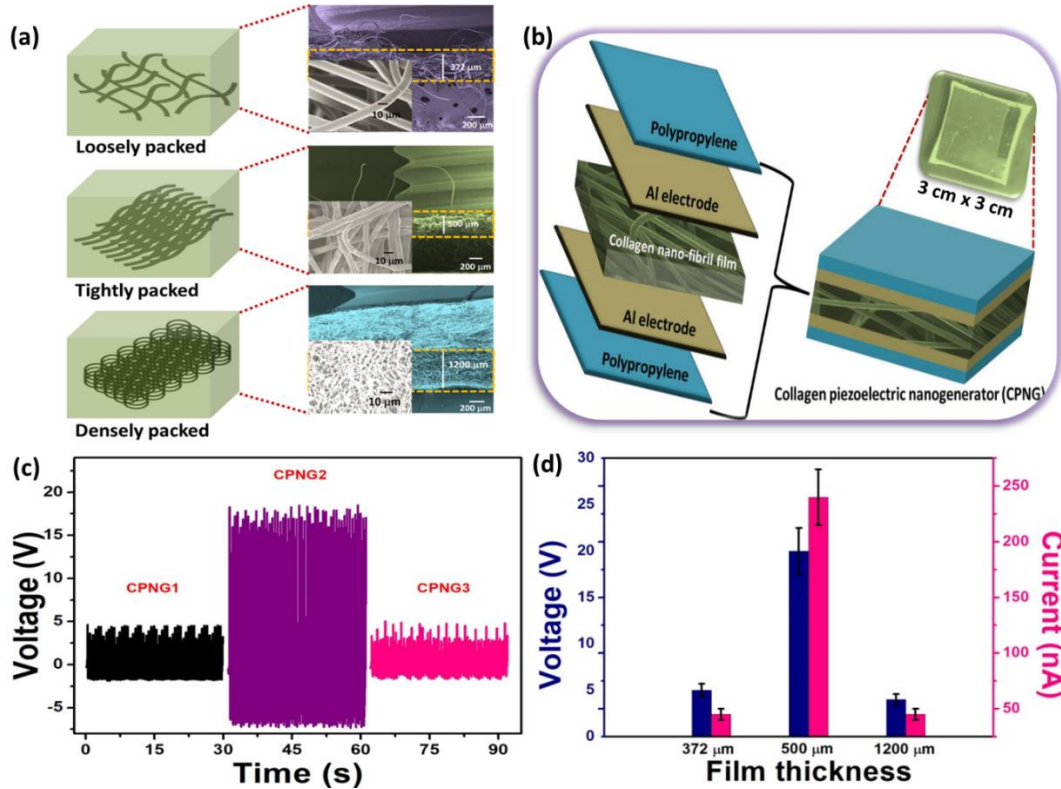 (a)
Loosely packed
372 μm
10 μm
200 μm
Tightly packed
500 μm
10 μm
200 μm
Densely packed
1200 μm
10 μm
200 μm
(b)
Polypropylene
Al electrode
Collagen nano-fibril film
Al electrode
Polypropylene
3 cm x 3 cm
Collagen piezoelectric nanogenerator (CPNG)
(c)
Voltage (V)
20
15
10
5
0
-5
CPNG1
CPNG2
CPNG3
0
15
30
45
60
75
90
Time (s)
(d)
Voltage (V)
30
25
20
15
10
5
0
372 μm
500 μm
1200 μm
Film thickness
250
200
150
100
50
Current (nA)